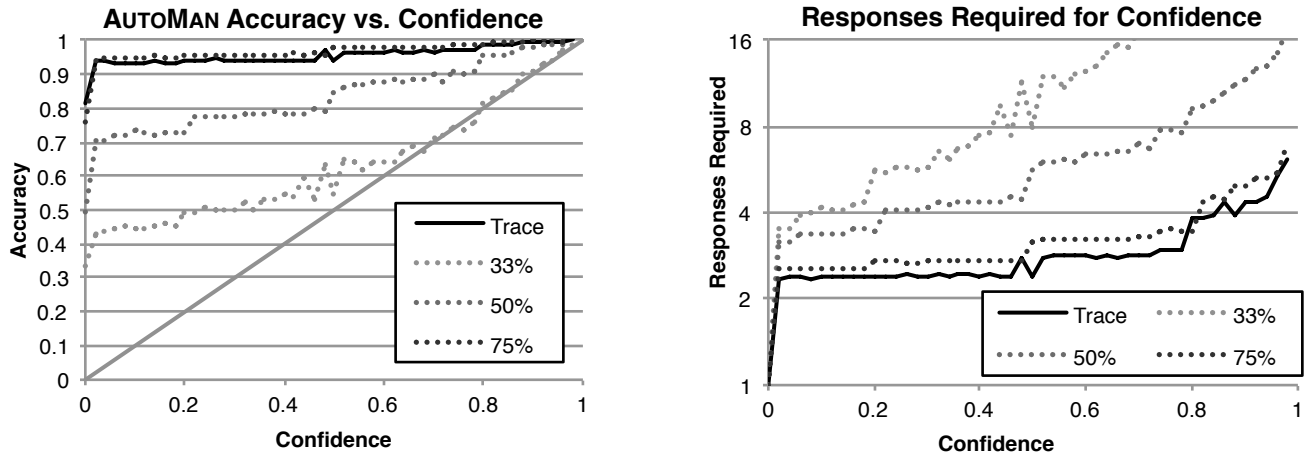 AUTOMAN Accuracy vs. Confidence
1
0.9
0.8
0.7
0.6
0.5
0.4
0.3
0.2
0.1
0
Accuracy
0 0.2 0.4 0.6 0.8 1
Confidence
Trace
33%
50%
75%
Responses Required for Confidence
16
8
4
2
1
Responses Required
0 0.2 0.4 0.6 0.8 1
Confidence
Trace 33%
50% 75%